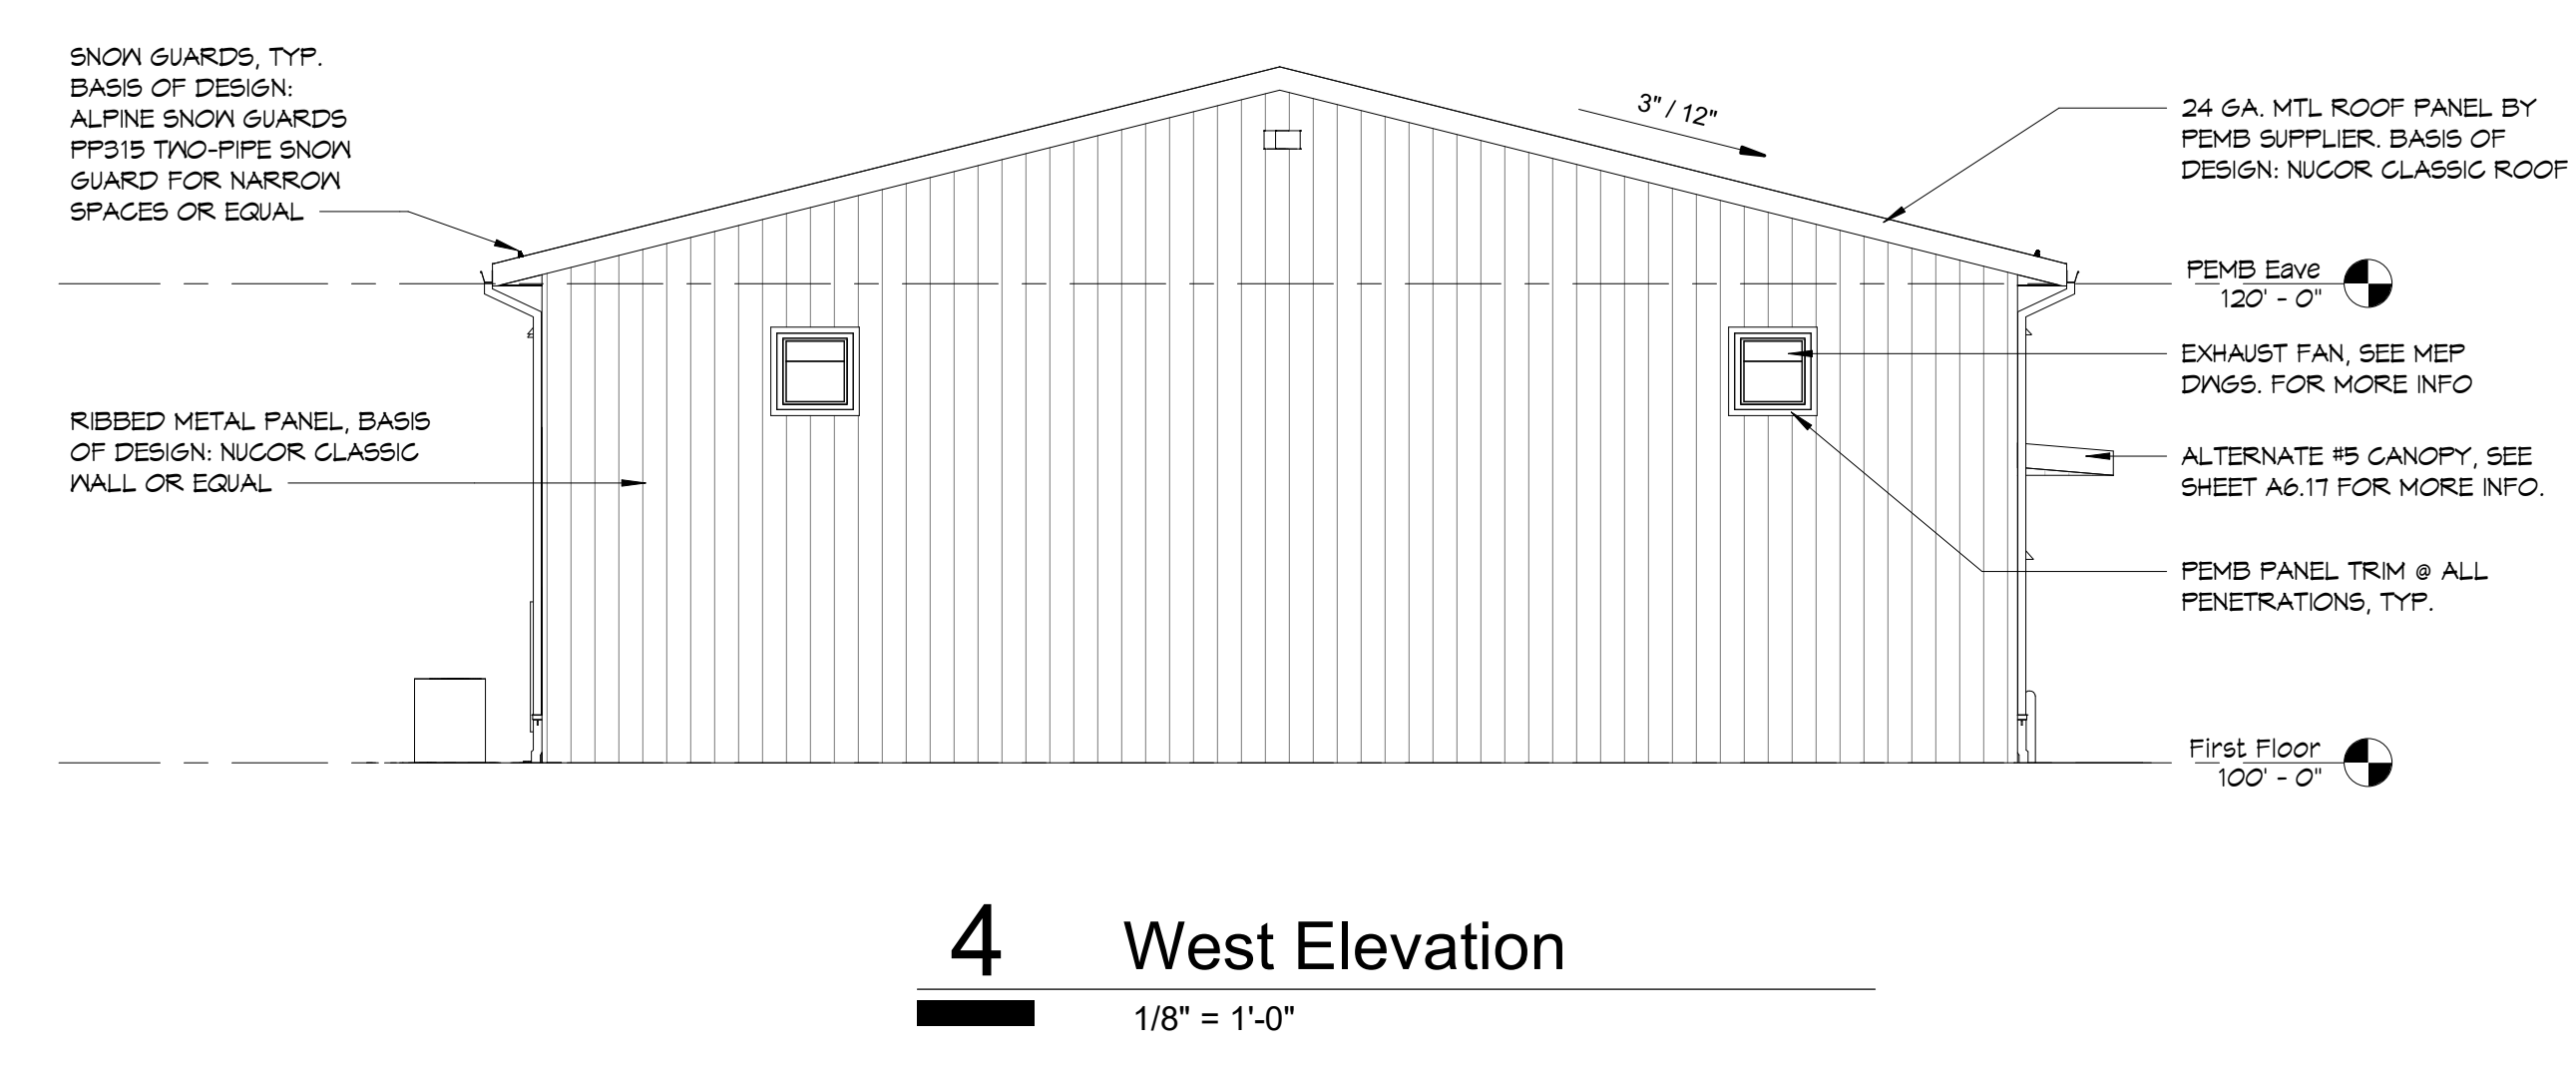 SNOW GUARDS, TYP.
BASIS OF DESIGN:
ALPINE SNOW GUARDS
PP315 TWO-PIPE SNOW
GUARD FOR NARROW
SPACES OR EQUAL
RIBBED METAL PANEL, BASIS
OF DESIGN: NUCOR CLASSIC
WALL OR EQUAL
3" / 12"
24 GA. MTL ROOF PANEL BY
PEMB SUPPLIER. BASIS OF
DESIGN: NUCOR CLASSIC ROOF
PEMB Eave
120' - 0"
EXHAUST FAN, SEE MEP
DWGS. FOR MORE INFO
ALTERNATE #5 CANOPY, SEE
SHEET A6.17 FOR MORE INFO.
PEMB PANEL TRIM @ ALL
PENETRATIONS, TYP.
First Floor
100' - 0"
4 West Elevation
1/8" = 1'-0"